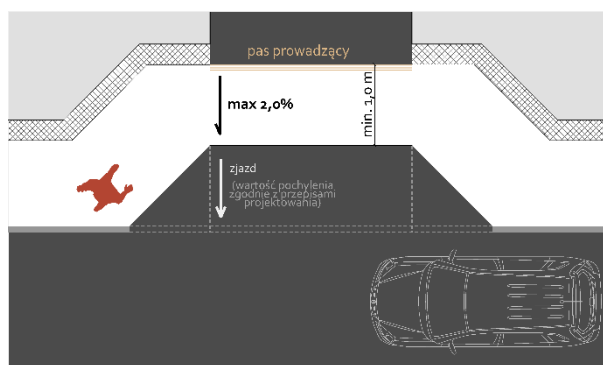 pas prowadzący
max 2,0%
min. 1,0 m
zjazd
(wartość pochylenia
zgodnie z przepisami
projektowania)